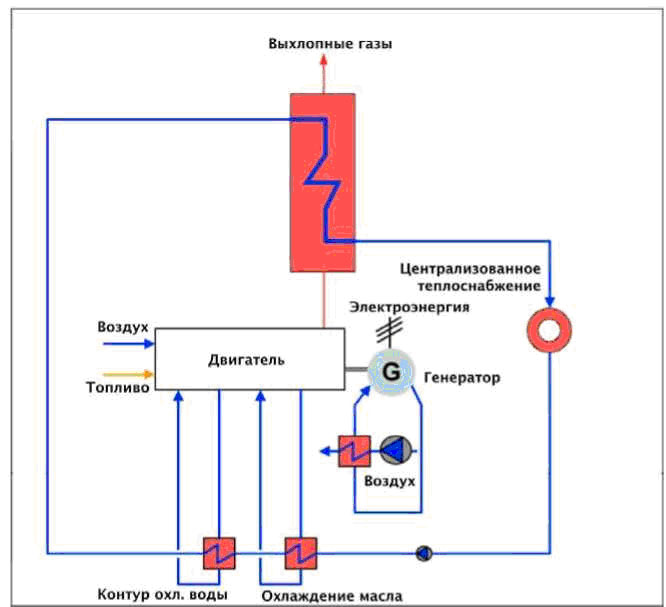 Выхлопные газы
Централизованное
теплоснабжение
Электроэнергия
Воздух
Двигатель
G
Генератор
Топливо
Воздух
Контур охл. воды
Охлаждение масла